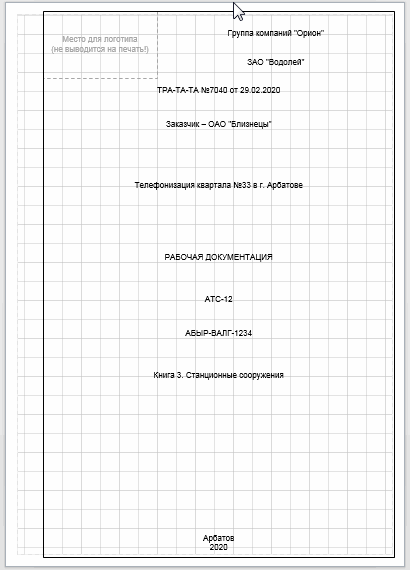 Место для логотипа
(не выводится на печать!)
Группа компаний "Орион"
ЗАО "Водолей"
ТРА-ТА-ТА №7040 от 29.02.2020
Заказчик – ОАО "Близнецы"
Телефонизация квартала №33 в г. Арбатове
РАБОЧАЯ ДОКУМЕНТАЦИЯ
АТС-12
АБЫР-ВАЛГ-1234
Книга 3. Станционные сооружения
Арбатов
2020